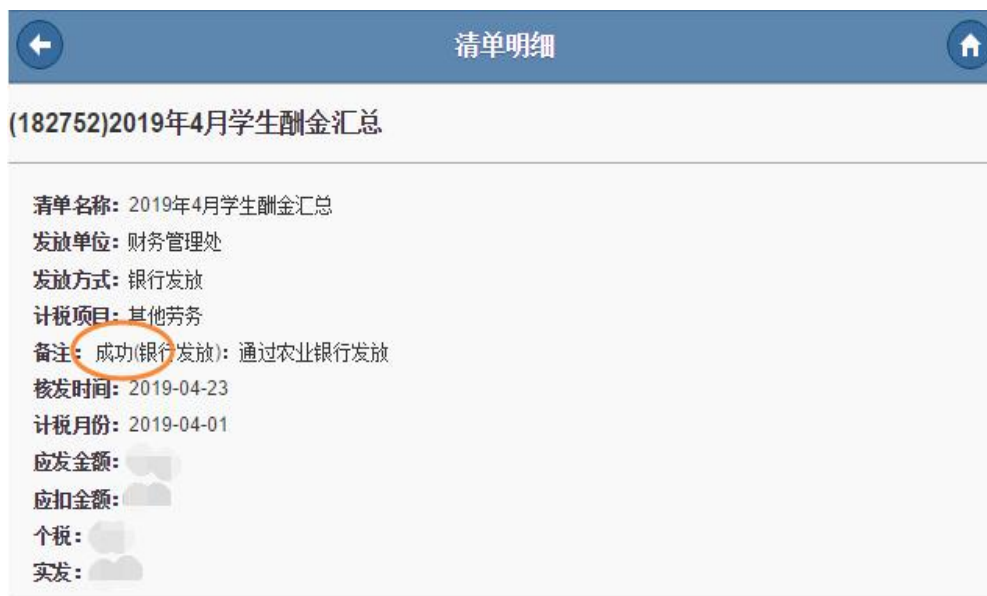 清单明细
(182752)2019年4月学生酬金汇总
清单名称：2019年4月学生酬金汇总
发放单位：财务管理处
发放方式：银行发放
计税项目：其他劳务
备注：成功(银行发放)：通过农业银行发放
核发时间：2019-04-23
计税月份：2019-04-01
应发金额：
应扣金额：
个税：
实发：